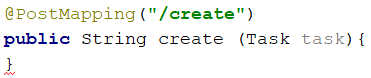 @PostMapping("/create")
public String create (Task task){
}